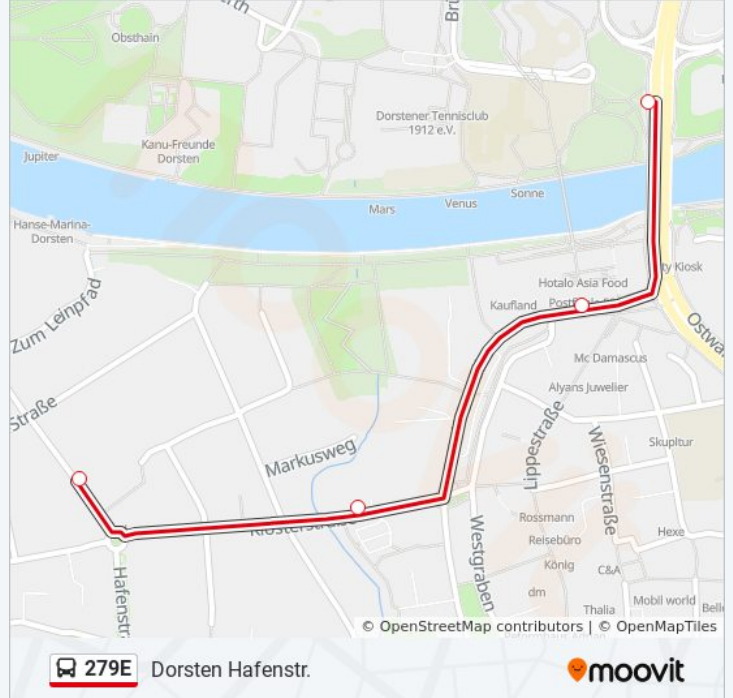 Obsthain
Dorstener Tennisclub
1912 e.V.
Kanu-Freunde
Dorsten
Jupiter
Mars
Venus
Sonne
Hanse-Marina-
Dorsten
Kiosk
Hotalo Asia Food
Kaufland
Zum Leinpfad
Mc Damascus
Alyans Juwelier
Straße
Lippestraße
Wiesenstraße
Skupltur
Markusweg
Klosterstraße
Westgraben
Rossmann
Reisebüro
König
Hexe
C&A
dm
Thalia
Mobil world
© OpenStreetMap contributors | © OpenMapTiles
279E Dorsten Hafenstr.
moovit